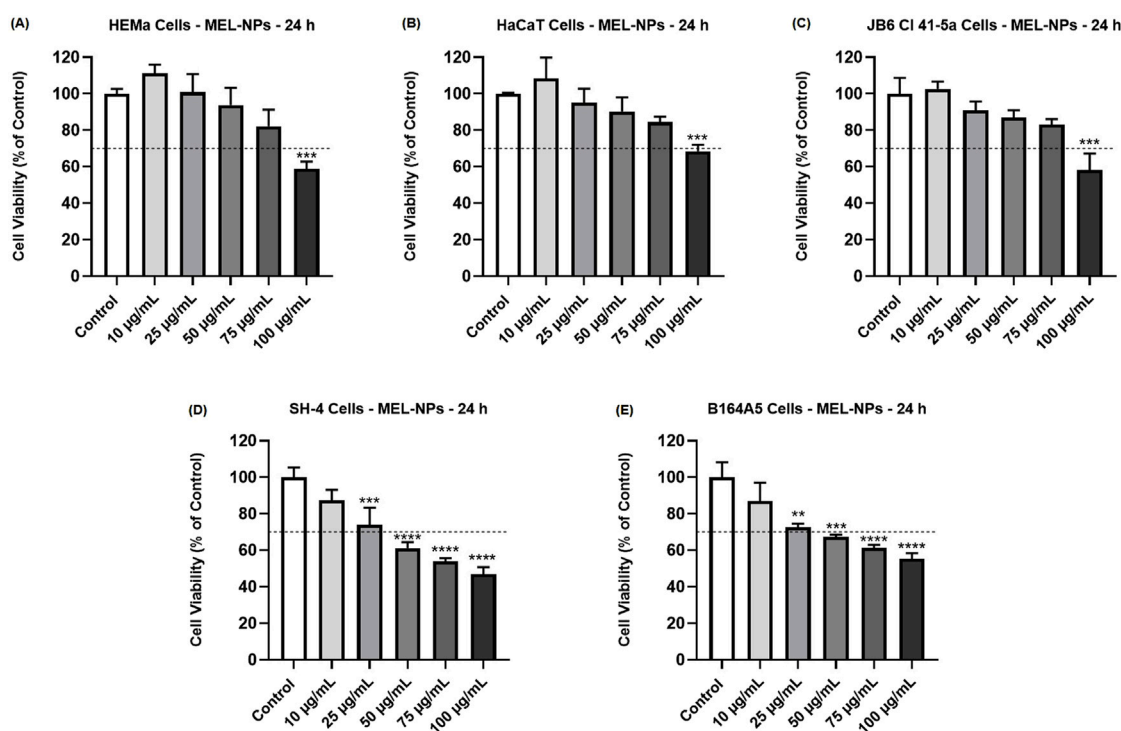 (A) HEMa Cells - MEL-NPs - 24 h
Cell Viability (% of Control)
120
100
80
60
40
20
0
***
Control
10 µg/mL
25 µg/mL
50 µg/mL
75 µg/mL
100 µg/mL
(B) HaCaT Cells - MEL-NPs - 24 h
Cell Viability (% of Control)
120
100
80
60
40
20
0
***
Control
10 µg/mL
25 µg/mL
50 µg/mL
75 µg/mL
100 µg/mL
(C) JB6 Cl 41-5a Cells - MEL-NPs - 24 h
Cell Viability (% of Control)
120
100
80
60
40
20
0
***
Control
10 µg/mL
25 µg/mL
50 µg/mL
75 µg/mL
100 µg/mL
(D) SH-4 Cells - MEL-NPs - 24 h
Cell Viability (% of Control)
120
100
80
60
40
20
0
*** **** **** ****
Control
10 µg/mL
25 µg/mL
50 µg/mL
75 µg/mL
100 µg/mL
(E) B164A5 Cells - MEL-NPs - 24 h
Cell Viability (% of Control)
120
100
80
60
40
20
0
** *** **** ****
Control
10 µg/mL
25 µg/mL
50 µg/mL
75 µg/mL
100 µg/mL